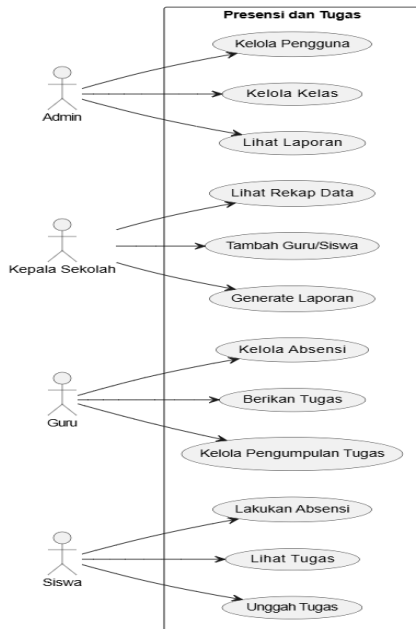 Presensi dan Tugas
Kelola Pengguna
Kelola Kelas
Admin
Lihat Laporan
Lihat Rekap Data
Tambah Guru/Siswa
Kepala Sekolah
Generate Laporan
Kelola Absensi
Berikan Tugas
Guru
Kelola Pengumpulan Tugas
Lakukan Absensi
Lihat Tugas
Siswa
Unggah Tugas